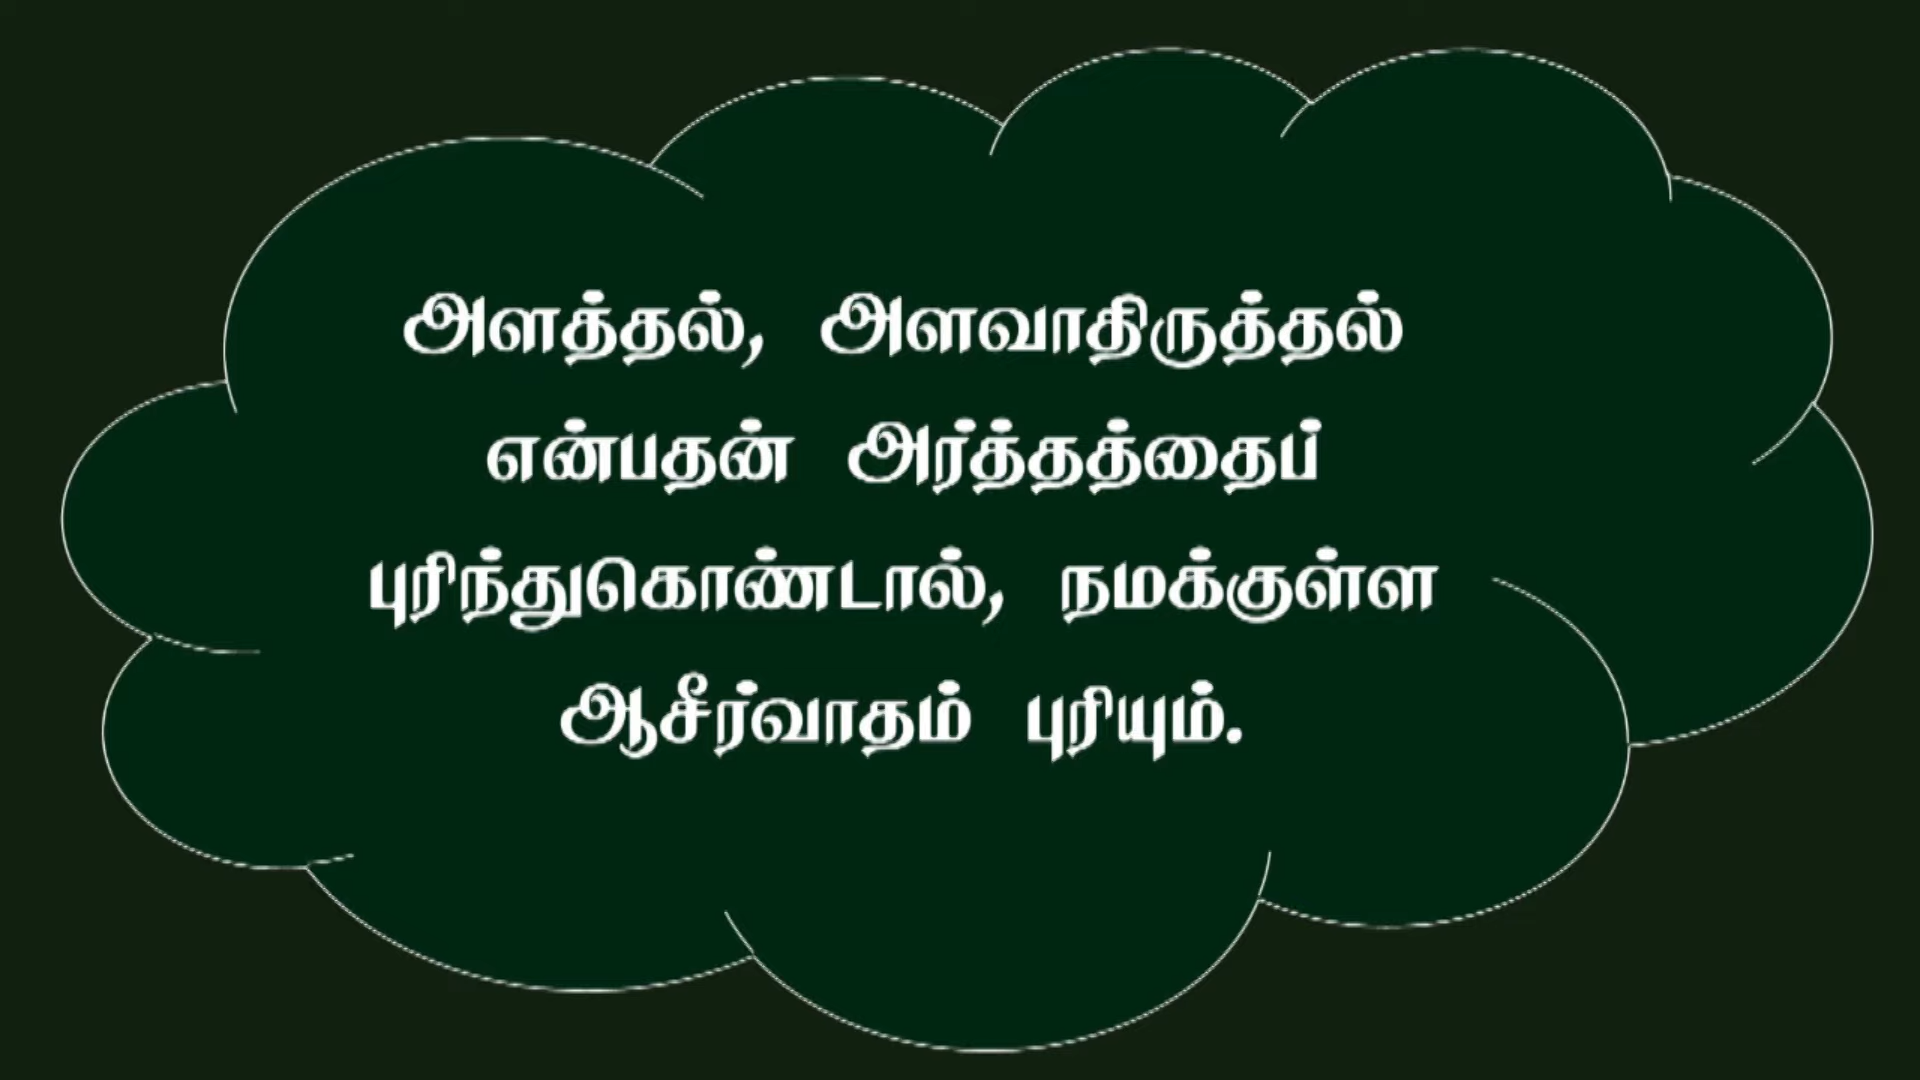 அளத்தல், அளவாதிருத்தல்
என்பதன் அர்த்தத்தைப்
புரிந்துகொண்டால், நமக்குள்ள
ஆசீர்வாதம் புரியும்.